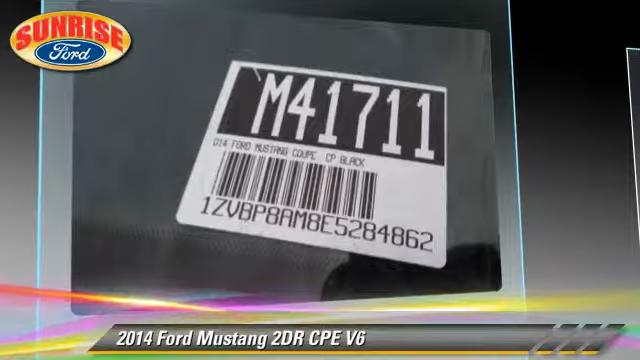 SUNRISE
Ford
M41711
014 FORD MUSTANG COUPE CP BLACK
1ZVBP8AM8E5284862
2014 Ford Mustang 2DR CPE V6